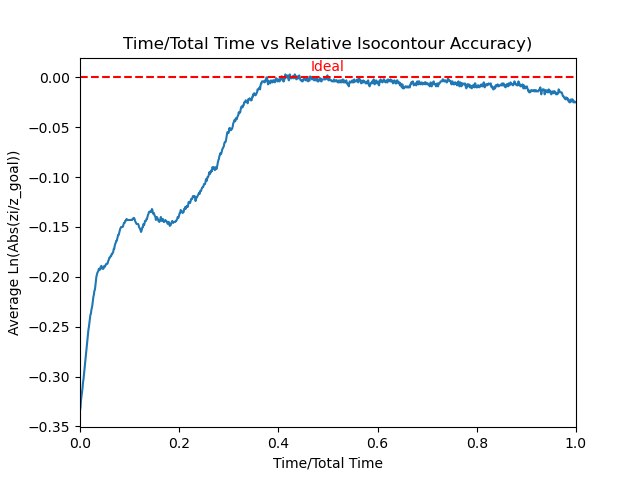 Time/Total Time vs Relative Isocontour Accuracy)
Ideal
Average Ln(Abs(zi/z_goal))
0.00
−0.05
−0.10
−0.15
−0.20
−0.25
−0.30
−0.35
0.0 0.2 0.4 0.6 0.8 1.0
Time/Total Time